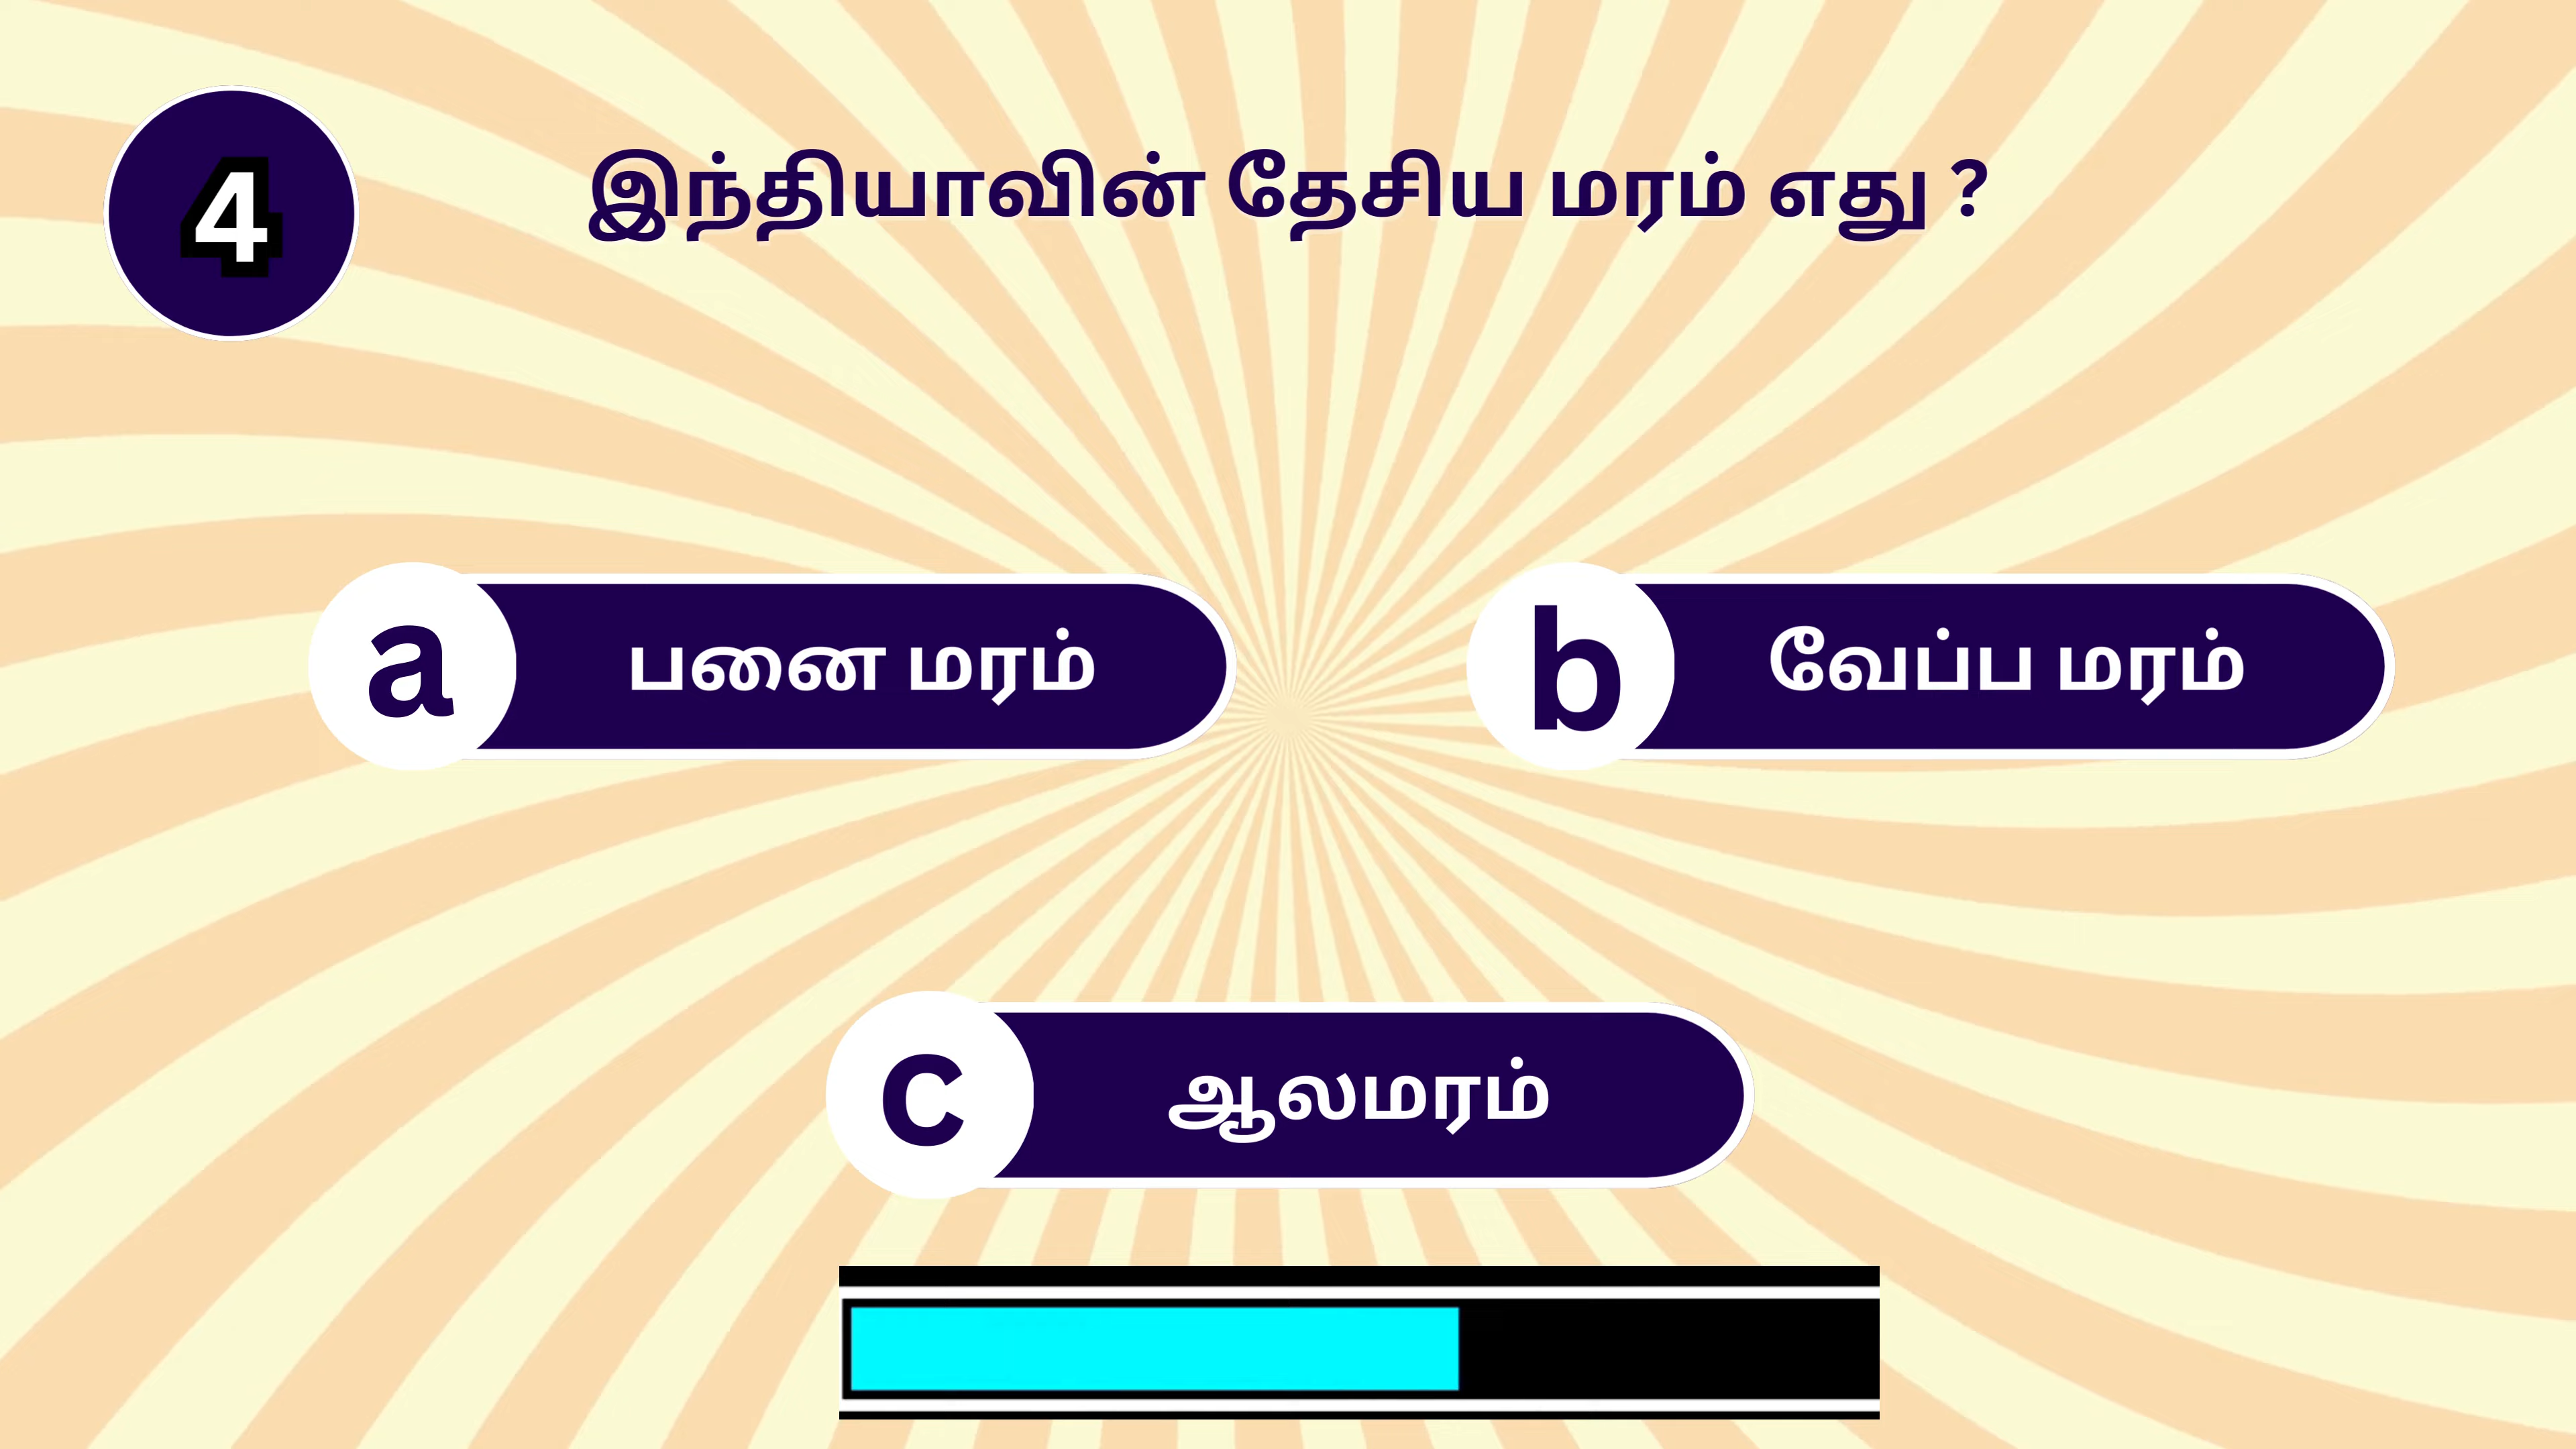 4
இந்தியாவின் தேசிய மரம் எது ?
a பனை மரம்
b வேப்ப மரம்
c ஆலமரம்